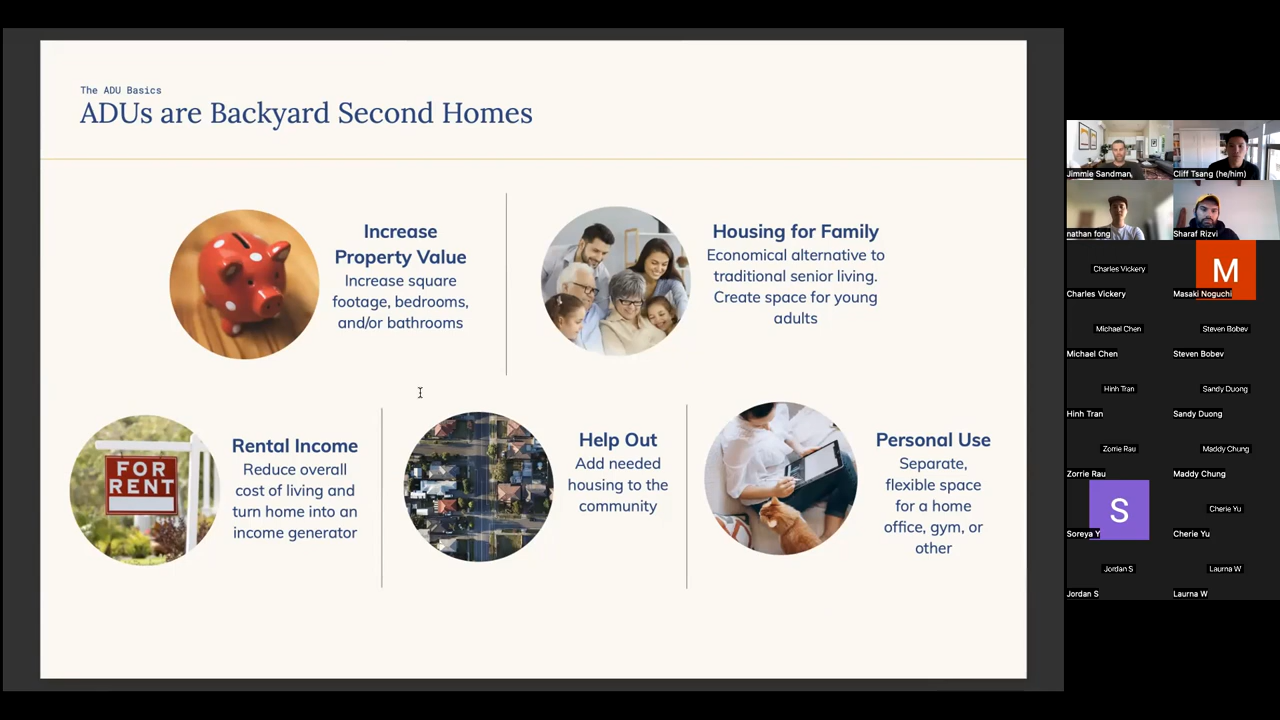 The ADU Basics
ADUs are Backyard Second Homes
Increase
Property Value
Increase square
footage, bedrooms,
and/or bathrooms
Housing for Family
Economical alternative to
traditional senior living.
Create space for young
adults
FOR
RENT
Rental Income
Reduce overall
cost of living and
turn home into an
income generator
Help Out
Add needed
housing to the
community
Personal Use
Separate,
flexible space
for a home
office, gym, or
other
Jimmie Sandman,
Cliff Tsang (he/him)
nathan fong
Sharaf Rizvi
Charles Vickery
Charles Vickery
M
Masaki Noguchi
Michael Chen
Michael Chen
Steven Bobev
Steven Bobev
Hinh Tran
Hinh Tran
Sandy Duong
Sandy Duong
Zorrie Rau
Zorrie Rau
Maddy Chung
Maddy Chung
S
Soreya Y
Cherie Yu
Cherie Yu
Jordan S
Jordan S
Laurna W
Laurna W